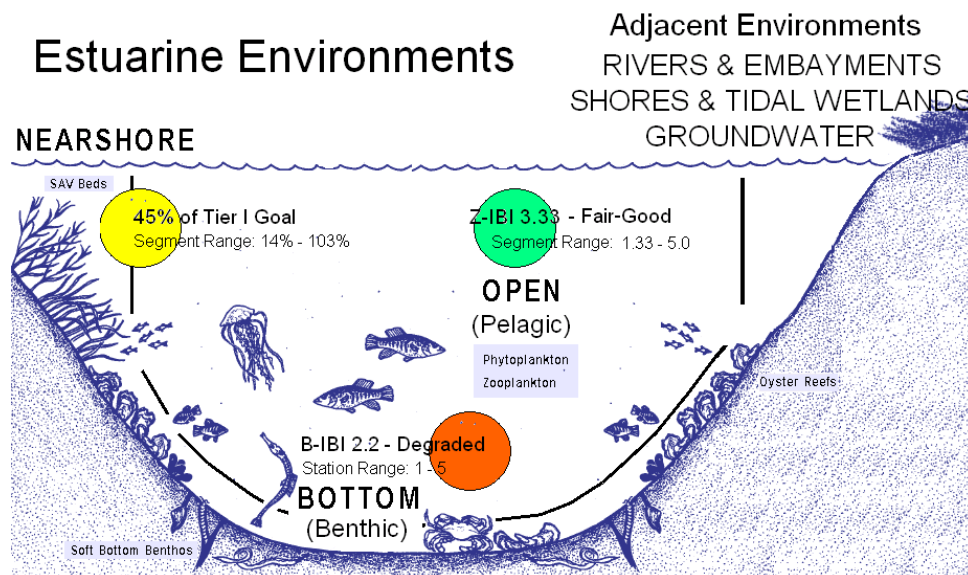 Estuarine Environments
Adjacent Environments
RIVERS & EMBAYMENTS
SHORES & TIDAL WETLANDS
GROUNDWATER
NEARSHORE
SAV Beds
45% of Tier I Goal
Segment Range: 14% - 103%
Z-IBI 3.33 - Fair-Good
Segment Range: 1.33 - 5.0
OPEN
(Pelagic)
Phytoplankton
Zooplankton
Oyster Reefs
B-IBI 2.2 - Degraded
Station Range: 1 - 5
BOTTOM
(Benthic)
Soft Bottom Benthos